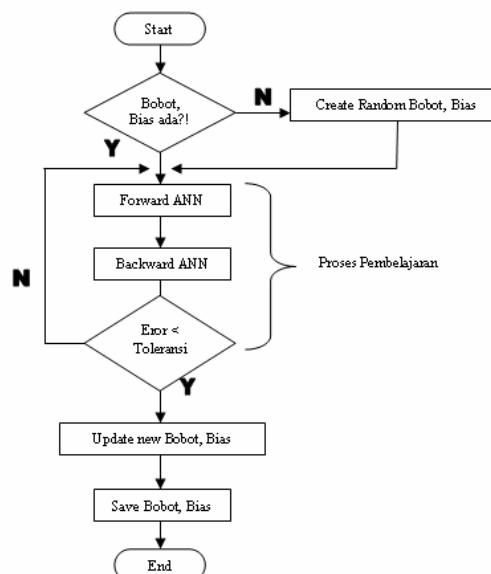 Start
Bobot,
Bias ada?!
N
Create Random Bobot, Bias
Y
Forward ANN
Backward ANN
Proses Pembelajaran
N
Eror <
Toleransi
Y
Update new Bobot, Bias
Save Bobot, Bias
End